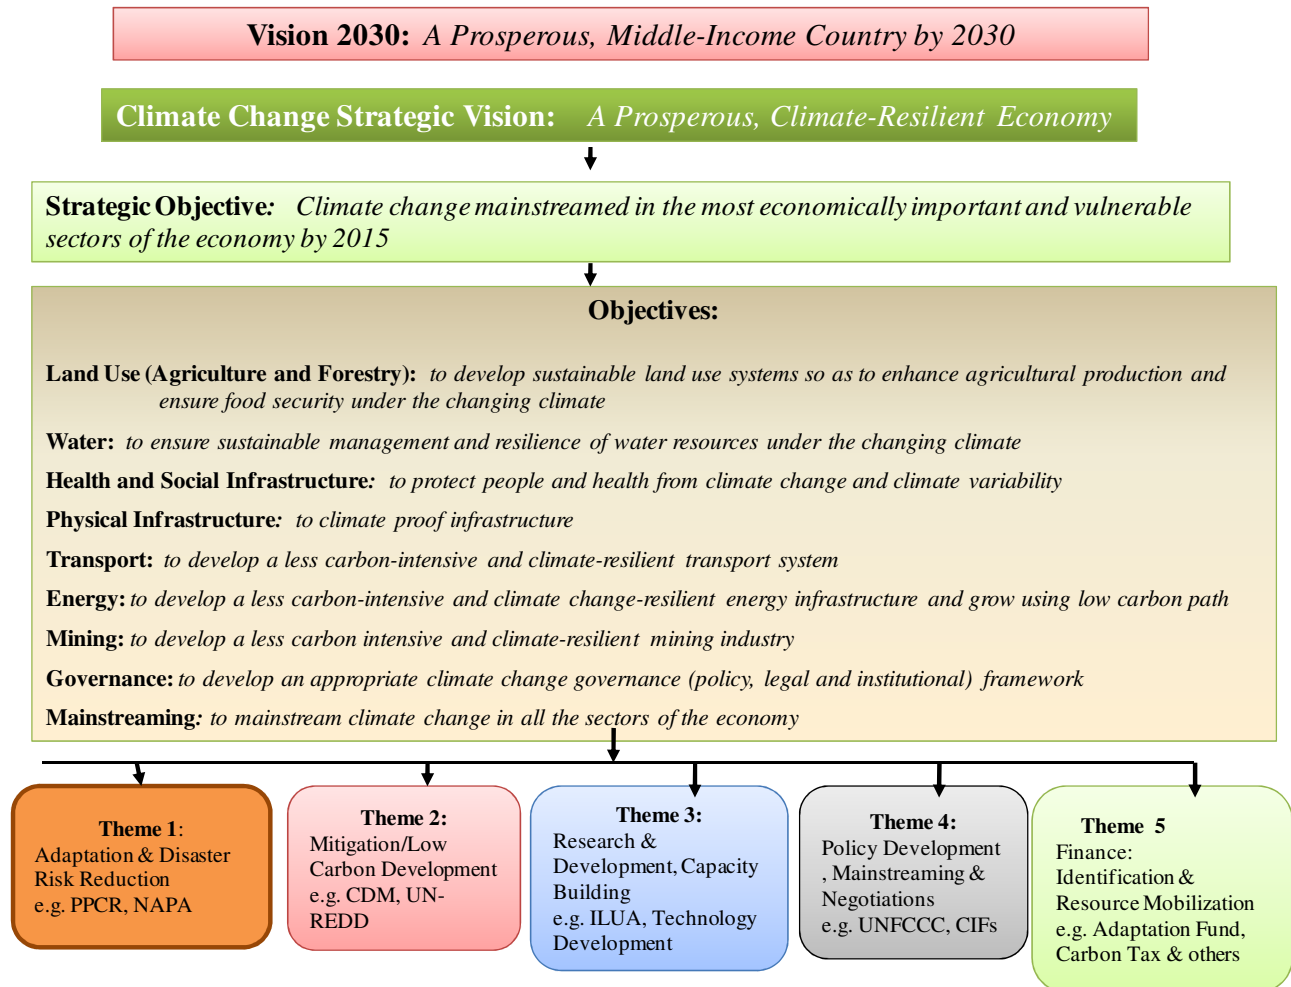 Vision 2030: A Prosperous, Middle-Income Country by 2030
Climate Change Strategic Vision: A Prosperous, Climate-Resilient Economy
Strategic Objective: Climate change mainstreamed in the most economically important and vulnerable
sectors of the economy by 2015
Objectives:
Land Use (Agriculture and Forestry): to develop sustainable land use systems so as to enhance agricultural production and
ensure food security under the changing climate
Water: to ensure sustainable management and resilience of water resources under the changing climate
Health and Social Infrastructure: to protect people and health from climate change and climate variability
Physical Infrastructure: to climate proof infrastructure
Transport: to develop a less carbon-intensive and climate-resilient transport system
Energy: to develop a less carbon-intensive and climate change-resilient energy infrastructure and grow using low carbon path
Mining: to develop a less carbon intensive and climate-resilient mining industry
Governance: to develop an appropriate climate change governance (policy, legal and institutional) framework
Mainstreaming: to mainstream climate change in all the sectors of the economy
Theme 1:
Adaptation & Disaster
Risk Reduction
e.g. PPCR, NAPA
Theme 2:
Mitigation/Low
Carbon Development
e.g. CDM, UN-
REDD
Theme 3:
Research &
Development, Capacity
Building
e.g. ILUA, Technology
Development
Theme 4:
Policy Development
, Mainstreaming &
Negotiations
e.g. UNFCCC, CIFs
Theme 5
Finance:
Identification &
Resource Mobilization
e.g. Adaptation Fund,
Carbon Tax & others